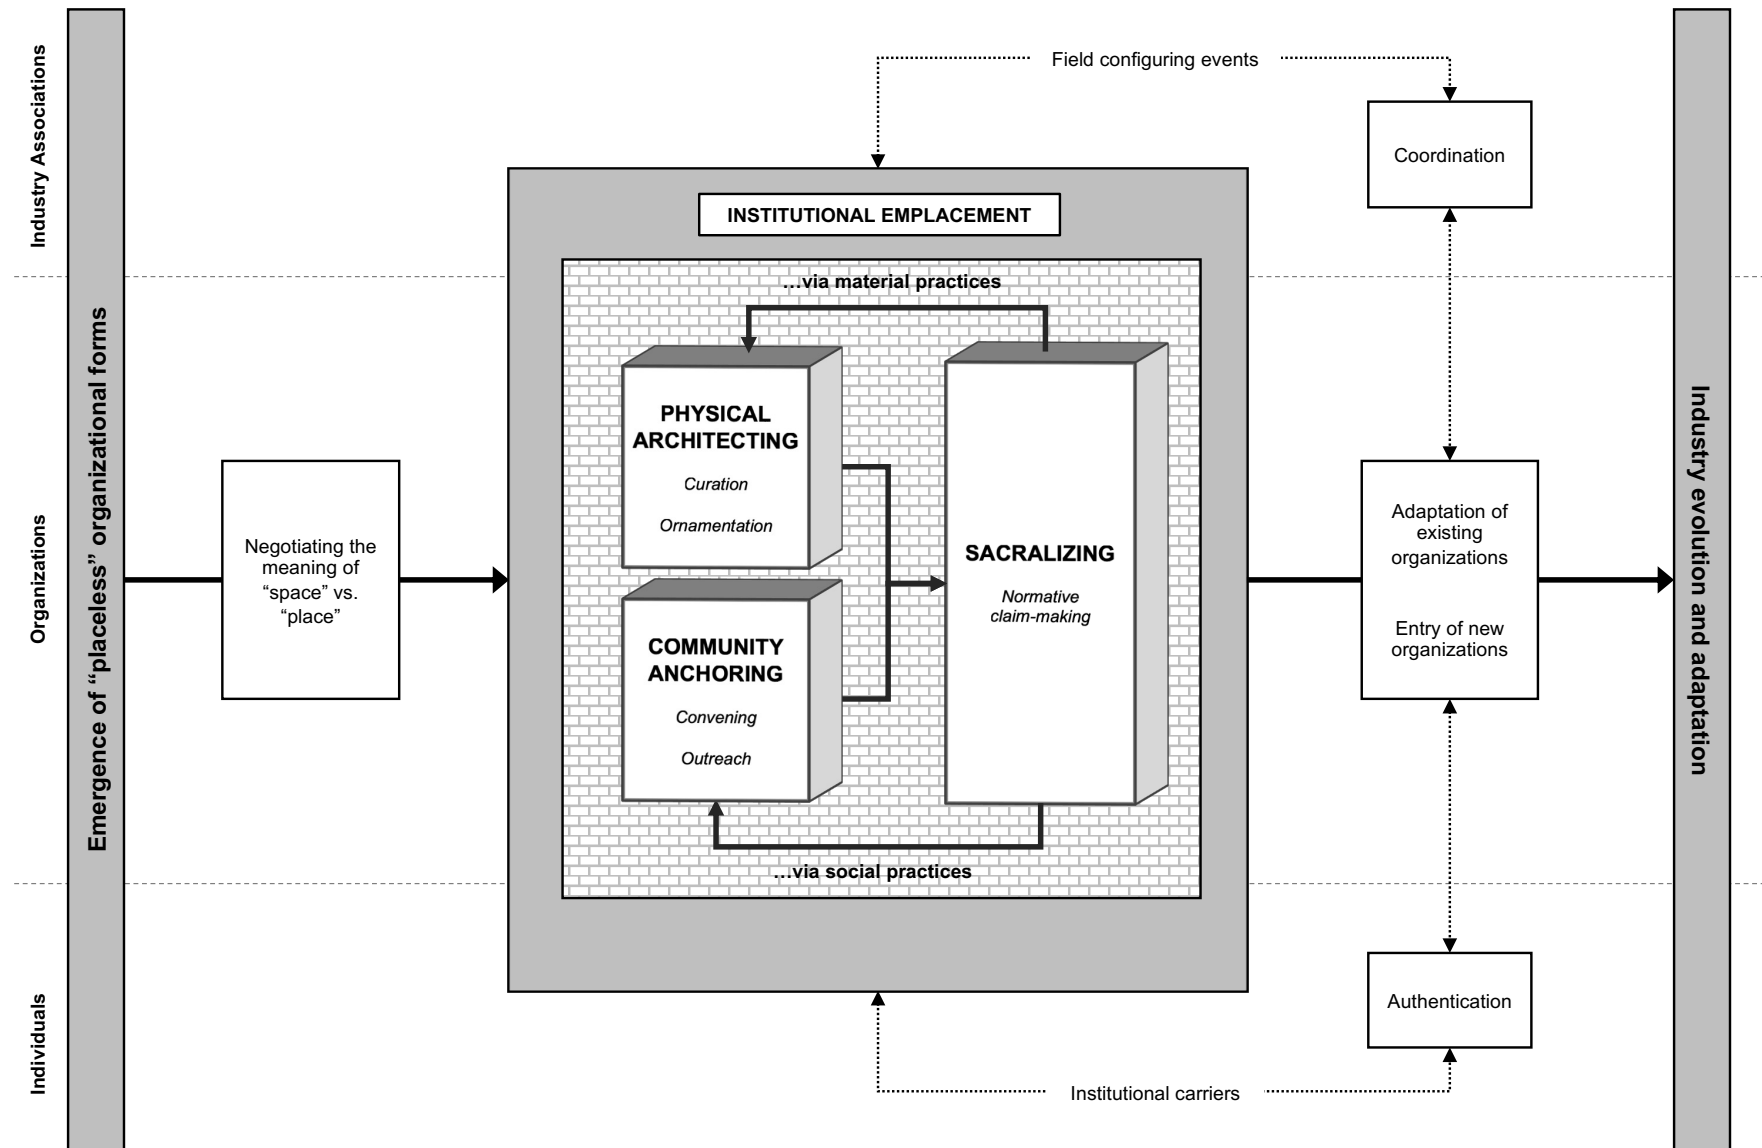 Industry Associations
Organizations
Individuals
Emergence of “placeless” organizational forms
Negotiating the
meaning of
“space” vs.
“place”
Field configuring events
INSTITUTIONAL EMPLACEMENT
…via material practices
PHYSICAL
ARCHITECTING
Curation
Ornamentation
COMMUNITY
ANCHORING
Convening
Outreach
SACRALIZING
Normative
claim-making
…via social practices
Institutional carriers
Coordination
Adaptation of
existing
organizations
Entry of new
organizations
Authentication
Industry evolution and adaptation